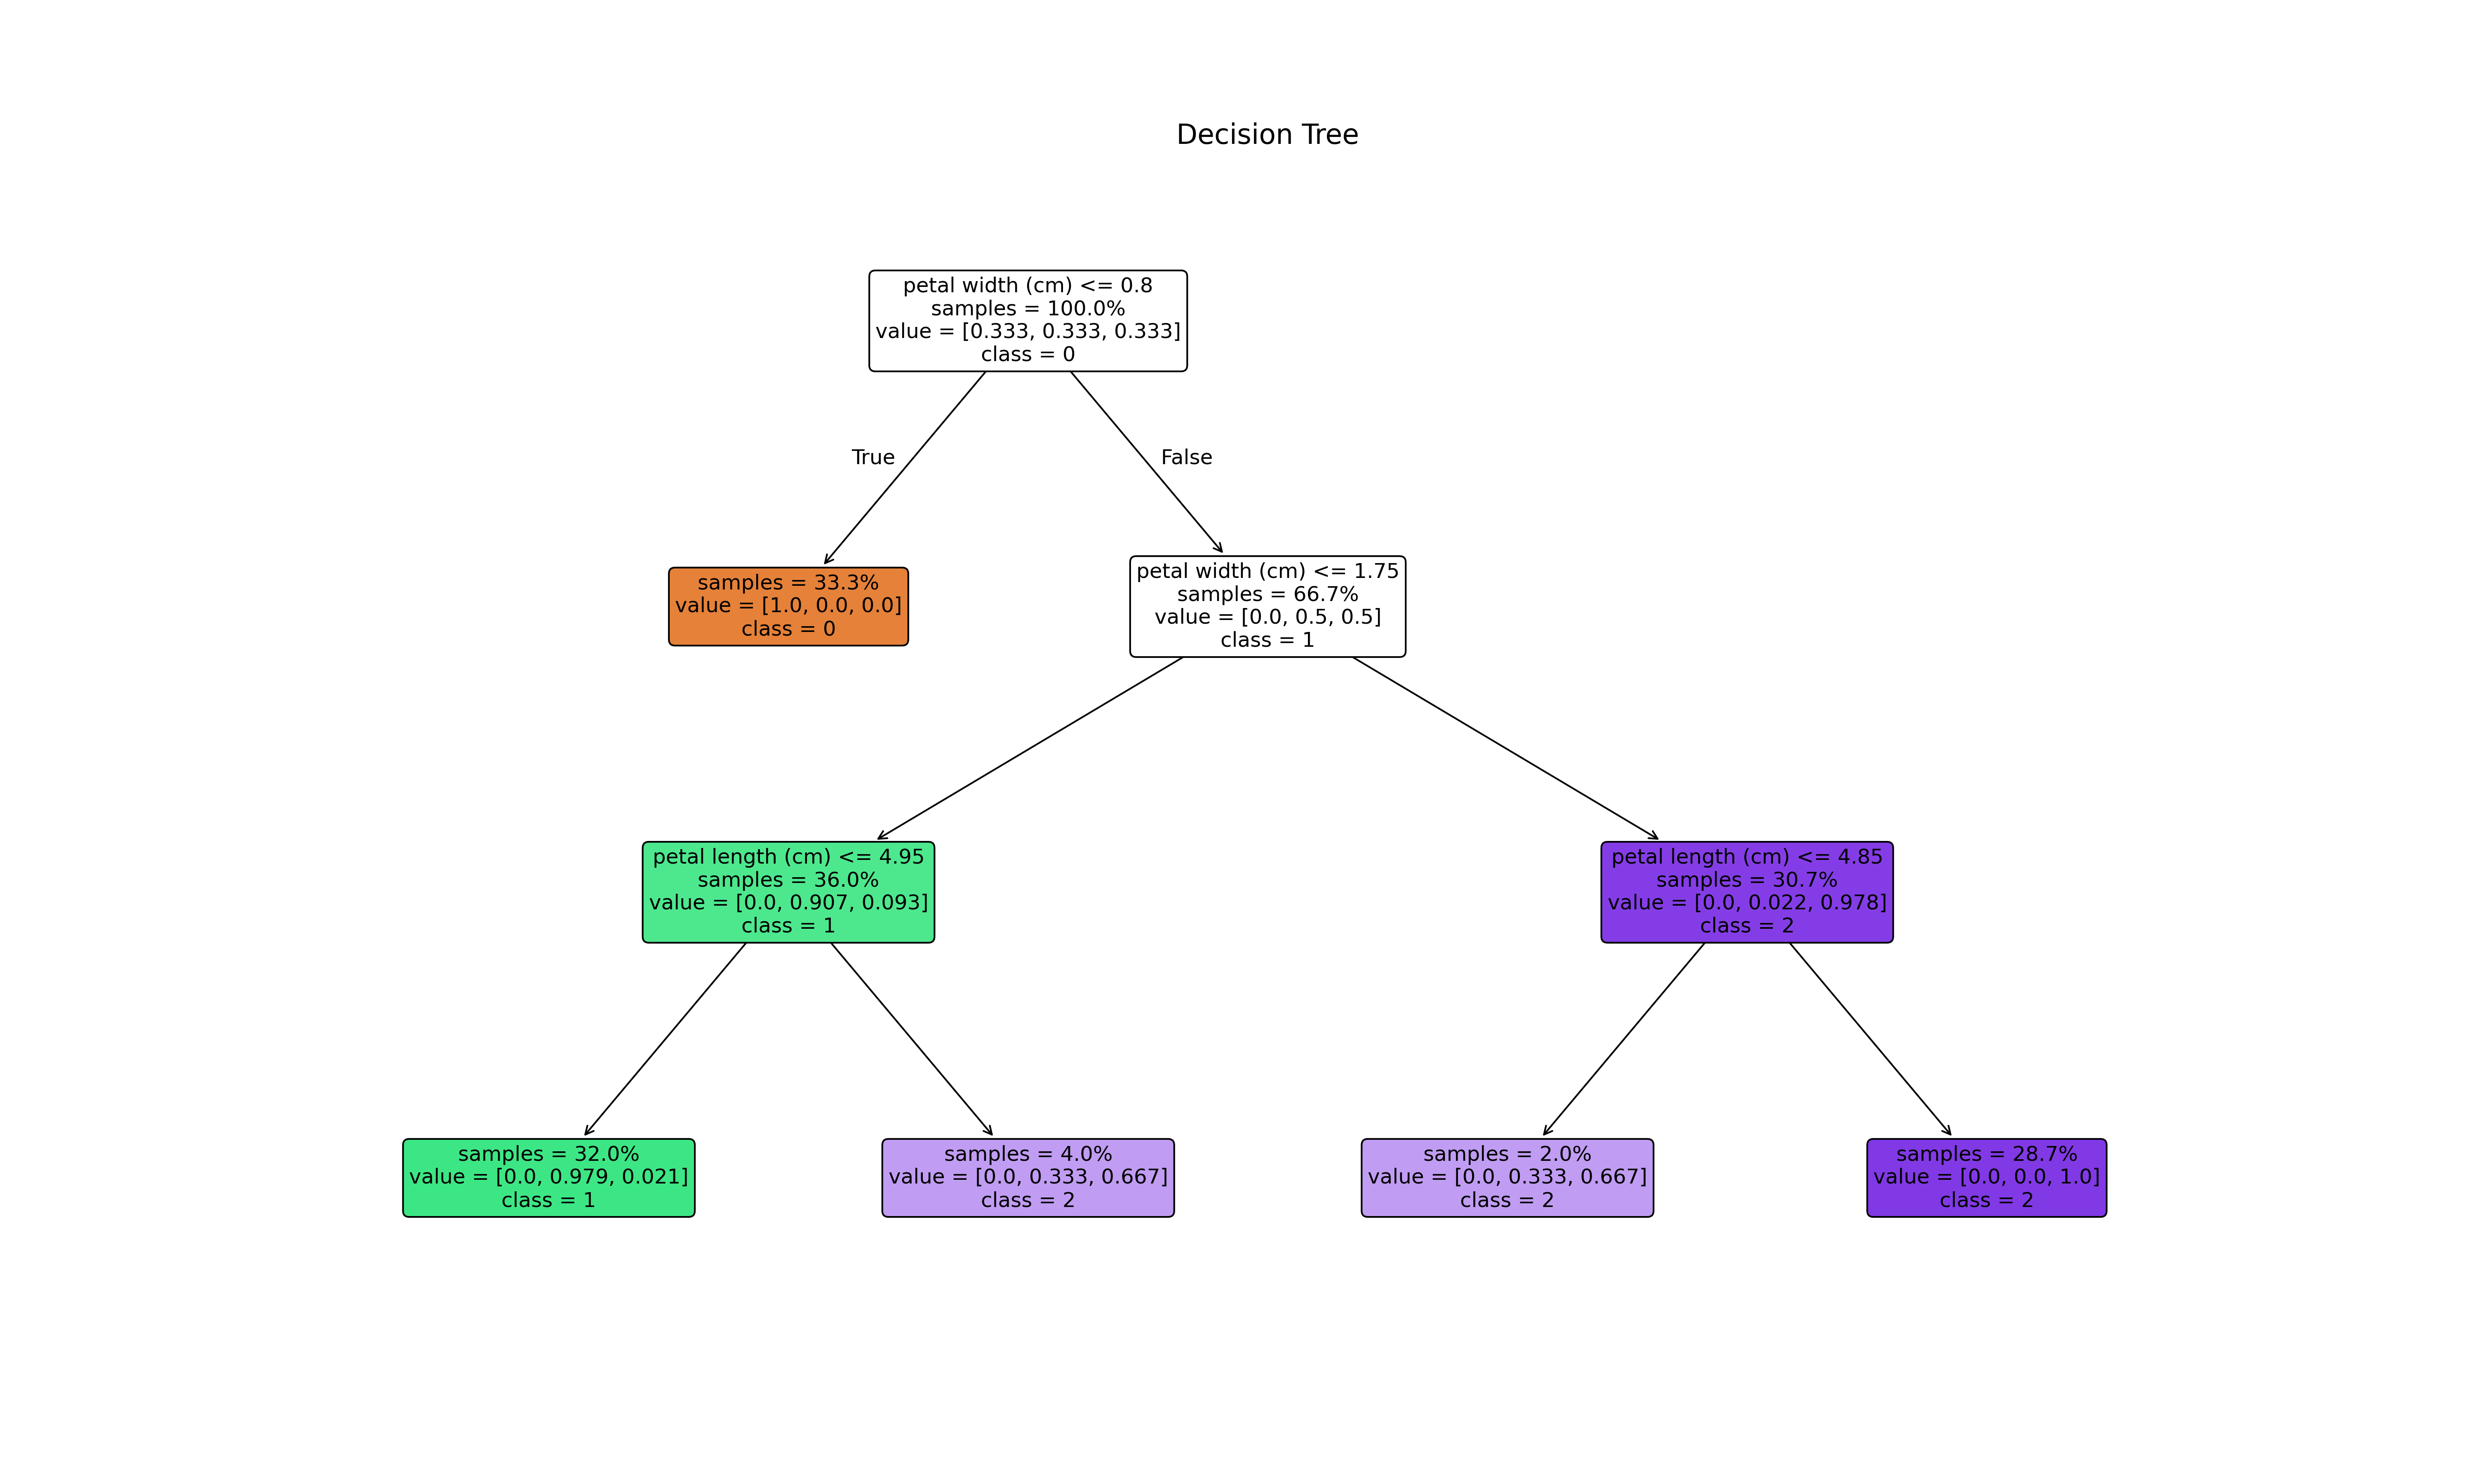 Decision Tree
petal width (cm) <= 0.8
samples = 100.0%
value = [0.333, 0.333, 0.333]
class = 0
True
False
samples = 33.3%
value = [1.0, 0.0, 0.0]
class = 0
petal width (cm) <= 1.75
samples = 66.7%
value = [0.0, 0.5, 0.5]
class = 1
petal length (cm) <= 4.95
samples = 36.0%
value = [0.0, 0.907, 0.093]
class = 1
petal length (cm) <= 4.85
samples = 30.7%
value = [0.0, 0.022, 0.978]
class = 2
samples = 32.0%
value = [0.0, 0.979, 0.021]
class = 1
samples = 4.0%
value = [0.0, 0.333, 0.667]
class = 2
samples = 2.0%
value = [0.0, 0.333, 0.667]
class = 2
samples = 28.7%
value = [0.0, 0.0, 1.0]
class = 2